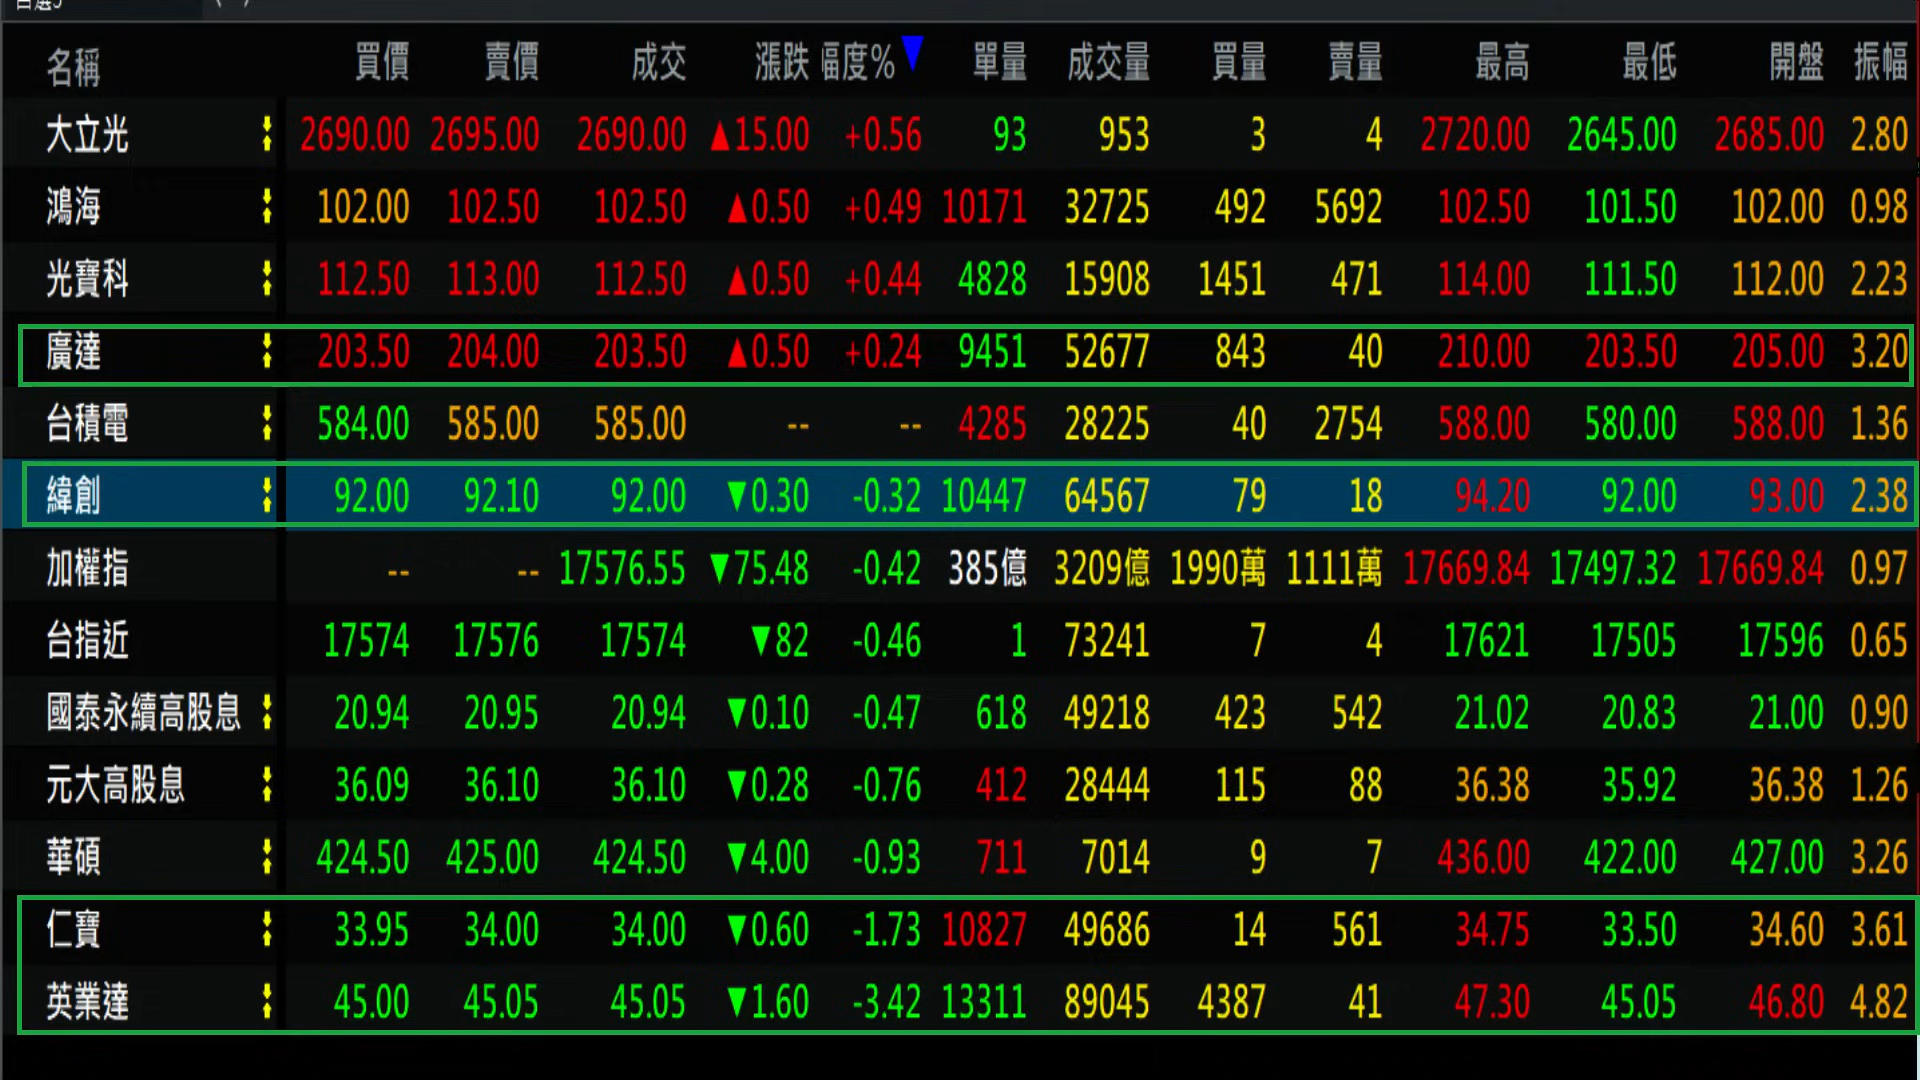 自選5
名稱 買價 賣價 成交 漲跌 幅度% ▼ 單量 成交量 買量 賣量 最高 最低 開盤 振幅
大立光 2690.00 2695.00 2690.00 ▲15.00 +0.56 93 953 3 4 2720.00 2645.00 2685.00 2.80
鴻海 102.00 102.50 102.50 ▲0.50 +0.49 10171 32725 492 5692 102.50 101.50 102.00 0.98
光寶科 112.50 113.00 112.50 ▲0.50 +0.44 4828 15908 1451 471 114.00 111.50 112.00 2.23
廣達 203.50 204.00 203.50 ▲0.50 +0.24 9451 52677 843 40 210.00 203.50 205.00 3.20
台積電 584.00 585.00 585.00 -- -- 4285 28225 40 2754 588.00 580.00 588.00 1.36
緯創 92.00 92.10 92.00 ▼0.30 -0.32 10447 64567 79 18 94.20 92.00 93.00 2.38
加權指 -- -- 17576.55 ▼75.48 -0.42 385億 3209億 1990萬 1111萬 17669.84 17497.32 17669.84 0.97
台指近 17574 17576 17574 ▼82 -0.46 1 73241 7 4 17621 17505 17596 0.65
國泰永續高股息 20.94 20.95 20.94 ▼0.10 -0.47 618 49218 423 542 21.02 20.83 21.00 0.90
元大高股息 36.09 36.10 36.10 ▼0.28 -0.76 412 28444 115 88 36.38 35.92 36.38 1.26
華碩 424.50 425.00 424.50 ▼4.00 -0.93 711 7014 9 7 436.00 422.00 427.00 3.26
仁寶 33.95 34.00 34.00 ▼0.60 -1.73 10827 49686 14 561 34.75 33.50 34.60 3.61
英業達 45.00 45.05 45.05 ▼1.60 -3.42 13311 89045 4387 41 47.30 45.05 46.80 4.82